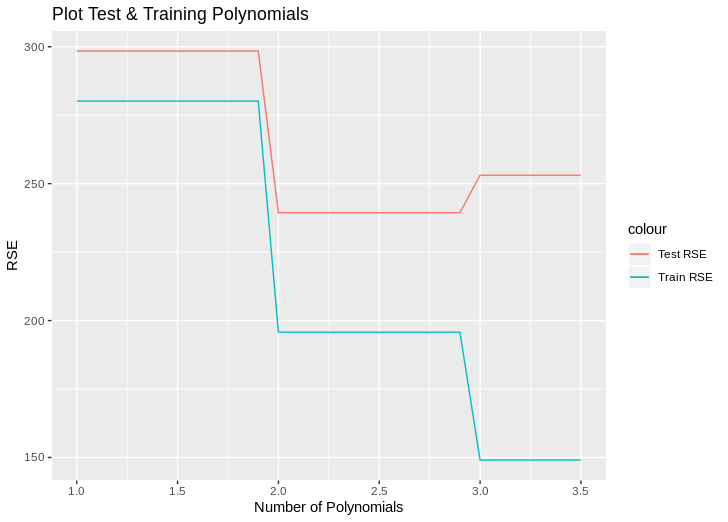 Plot Test & Training Polynomials
300
250
200
150
RSE
1.0 1.5 2.0 2.5 3.0 3.5
Number of Polynomials
colour
Test RSE
Train RSE